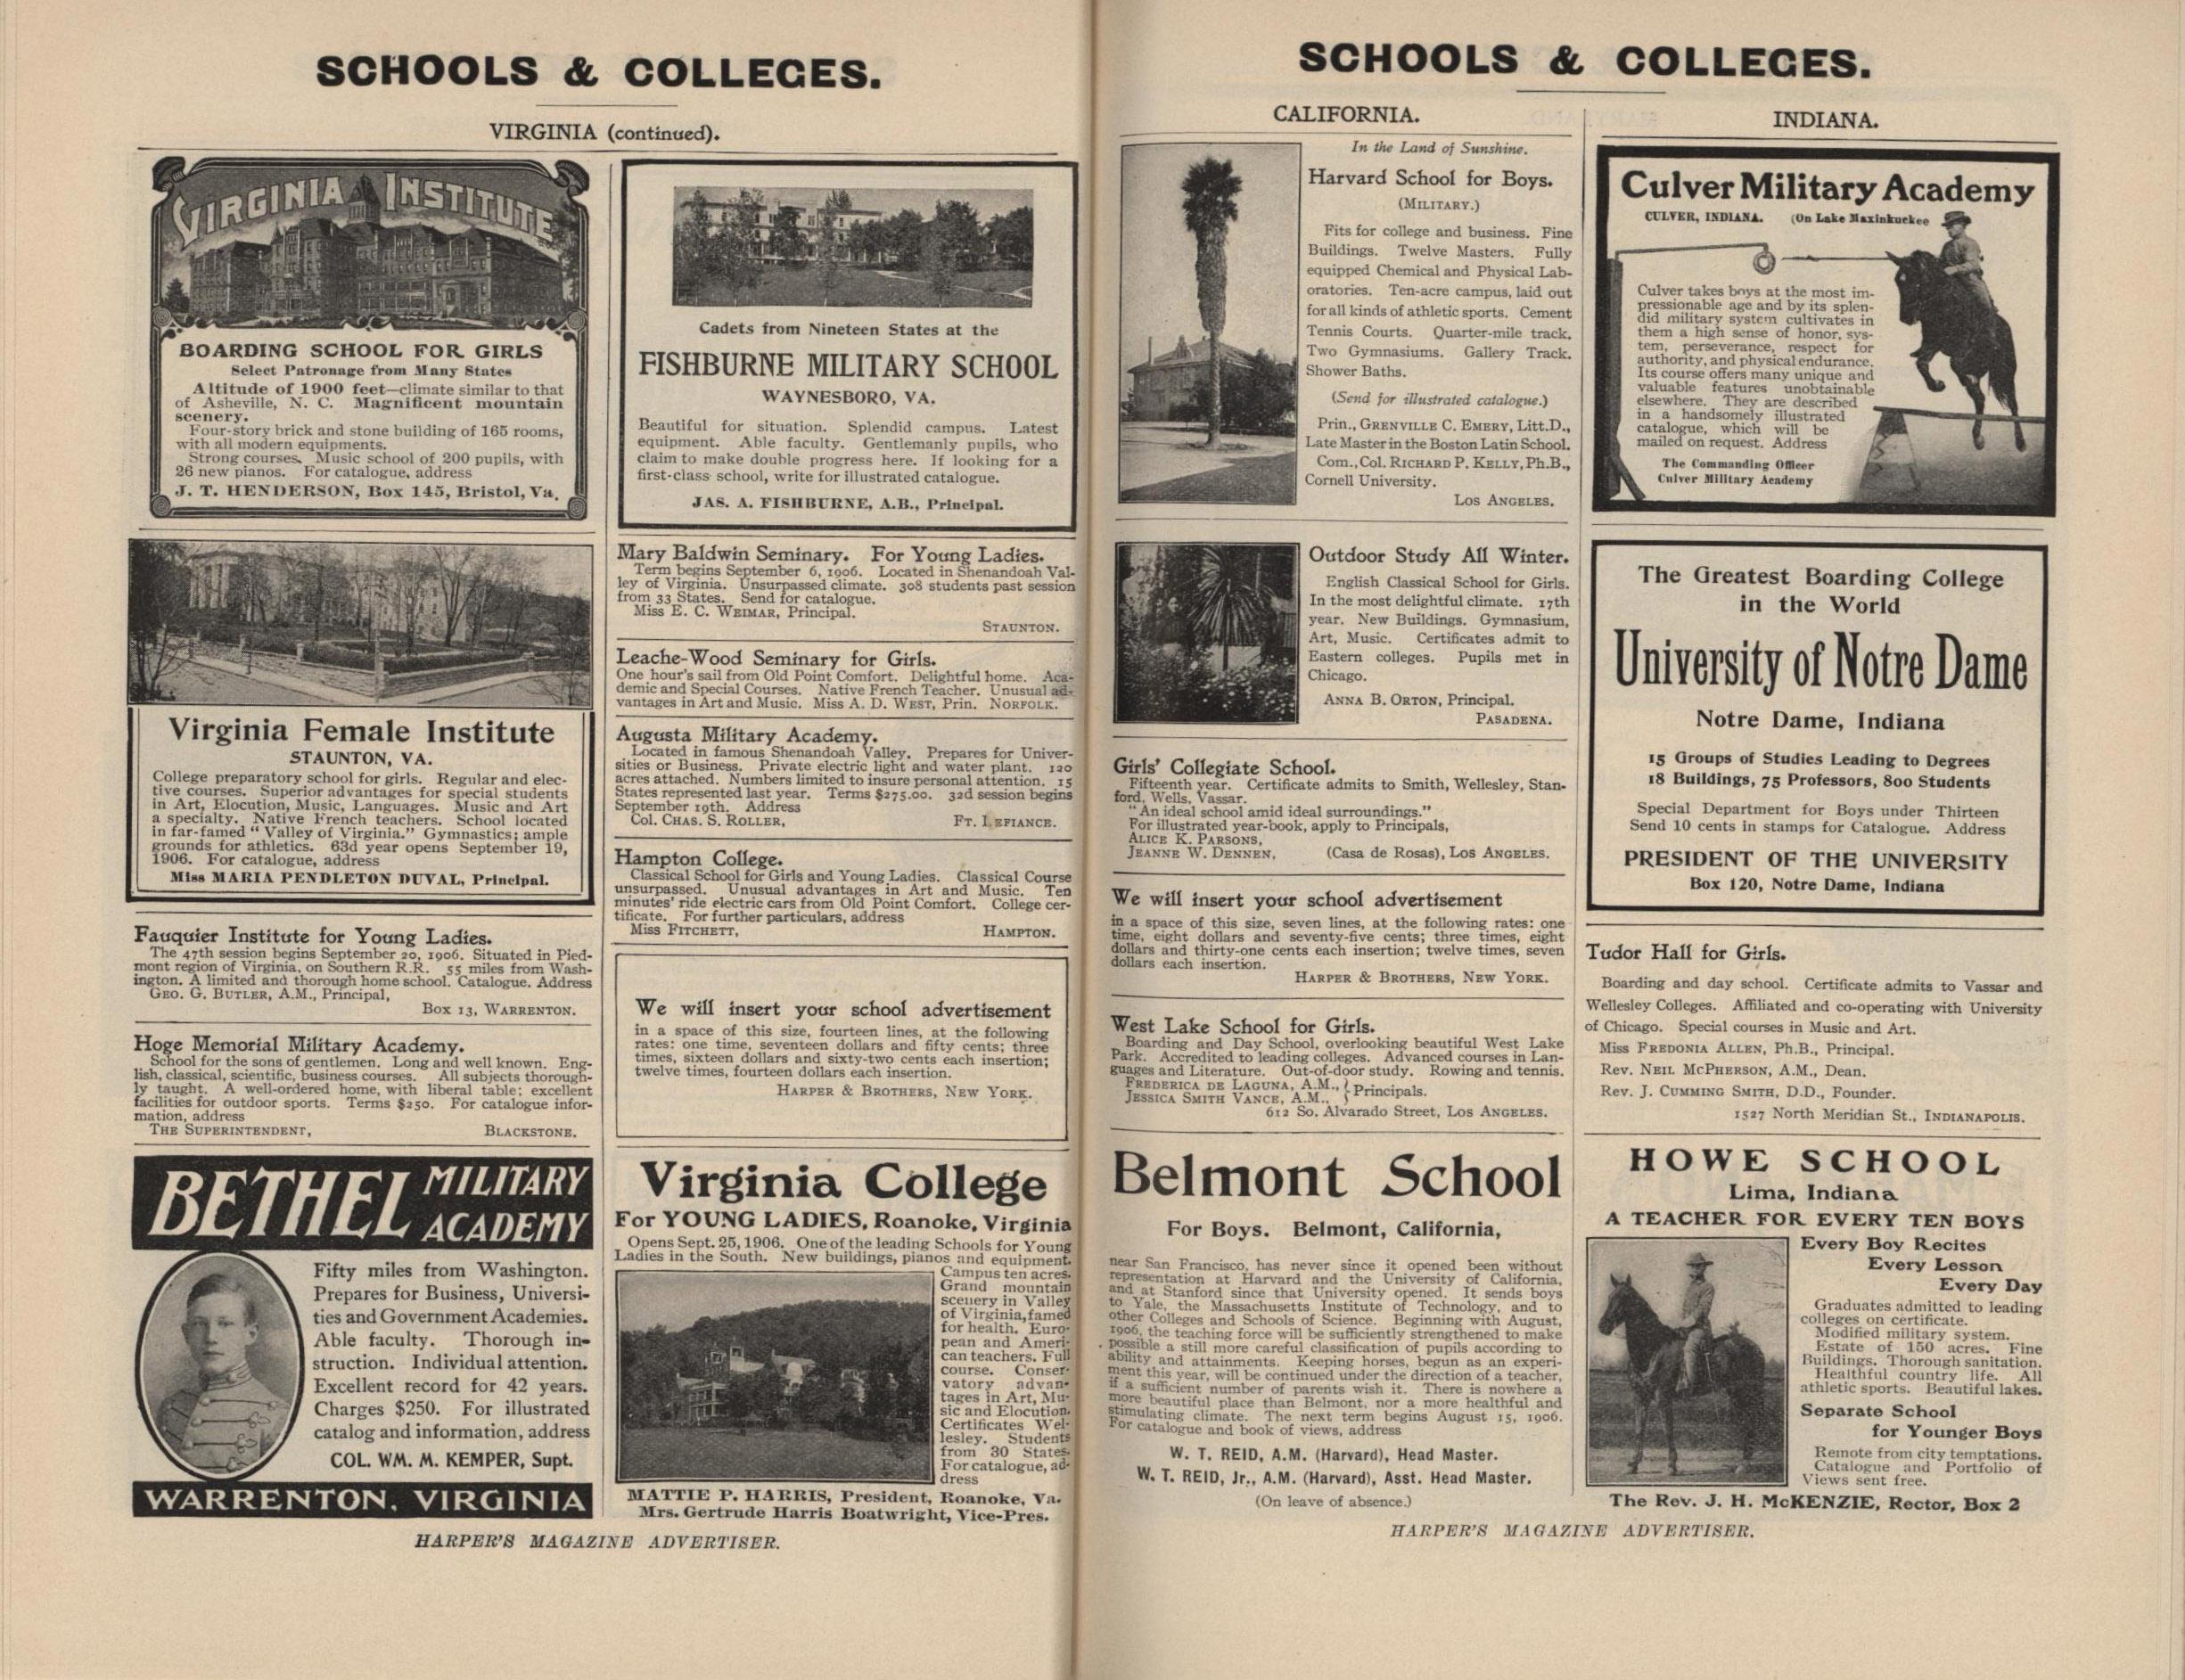 SCHOOLS & COLLEGES.
VIRGINIA (continued).
VIRGINIA INSTITUTE
BOARDING SCHOOL FOR GIRLS
Select Patronage from Many States
Altitude of 1900 feet—climate similar to that
of Asheville, N. C. Magnificent mountain
scenery.
Four-story brick and stone building of 165 rooms,
with all modern equipments.
Strong courses. Music school of 200 pupils, with
26 new pianos. For catalogue, address
J. T. HENDERSON, Box 145, Bristol, Va.
Virginia Female Institute
STAUNTON, VA.
College preparatory school for girls. Regular and elec-
tive courses. Superior advantages for special students
in Art, Elocution, Music, Languages. Music and Art
a specialty. Native French teachers. School located
in far-famed "Valley of Virginia." Gymnastics; ample
grounds for athletics. 63d year opens September 19,
1906. For catalogue, address
Miss MARIA PENDLETON DUVAL, Principal.
Fauquier Institute for Young Ladies.
The 47th session begins September 20, 1906. Situated in Pied-
mont region of Virginia, on Southern R.R. 55 miles from Wash-
ington. A limited and thorough home school. Catalogue. Address
GEO. G. BUTLER, A.M., Principal,
Box 13, WARRENTON.
Hoge Memorial Military Academy.
School for the sons of gentlemen. Long and well known. Eng-
lish, classical, scientific, business courses. All subjects thorough-
ly taught. A well-ordered home, with liberal table; excellent
facilities for outdoor sports. Terms $250. For catalogue infor-
mation, address
THE SUPERINTENDENT, BLACKSTONE.
BETHEL MILITARY
ACADEMY
Fifty miles from Washington.
Prepares for Business, Universi-
ties and Government Academies.
Able faculty. Thorough in-
struction. Individual attention.
Excellent record for 42 years.
Charges $250. For illustrated
catalog and information, address
COL. WM. M. KEMPER, Supt.
WARRENTON, VIRGINIA
Cadets from Nineteen States at the
FISHBURNE MILITARY SCHOOL
WAYNESBORO, VA.
Beautiful for situation. Splendid campus. Latest
equipment. Able faculty. Gentlemanly pupils, who
claim to make double progress here. If looking for a
first-class school, write for illustrated catalogue.
JAS. A. FISHBURNE, A.B., Principal.
Mary Baldwin Seminary. For Young Ladies.
Term begins September 6, 1906. Located in Shenandoah Val-
ley of Virginia. Unsurpassed climate. 308 students past session
from 33 States. Send for catalogue.
Miss E. C. WEIMAR, Principal.
STAUNTON.
Leache-Wood Seminary for Girls.
One hour's sail from Old Point Comfort. Delightful home. Aca-
demic and Special Courses. Native French Teacher. Unusual ad-
vantages in Art and Music. Miss A. D. WEST, Prin. NORFOLK.
Augusta Military Academy.
Located in famous Shenandoah Valley. Prepares for Univer-
sities or Business. Private electric light and water plant. 120
acres attached. Numbers limited to insure personal attention. 15
States represented last year. Terms $275.00. 32d session begins
September 19th. Address
Col. CHAS. S. ROLLER, FT. DEFIANCE.
Hampton College.
Classical School for Girls and Young Ladies. Classical Course
unsurpassed. Unusual advantages in Art and Music. Ten
minutes' ride electric cars from Old Point Comfort. College cer-
tificate. For further particulars, address
Miss FITCHETT, HAMPTON.
We will insert your school advertisement
in a space of this size, fourteen lines, at the following
rates: one time, seventeen dollars and fifty cents; three
times, sixteen dollars and sixty-two cents each insertion;
twelve times, fourteen dollars each insertion.
HARPER & BROTHERS, NEW YORK.
Virginia College
For YOUNG LADIES, Roanoke, Virginia
Opens Sept. 25, 1906. One of the leading Schools for Young
Ladies in the South. New buildings, pianos and equipment.
Campus ten acres.
Grand mountain
scenery in Valley
of Virginia, famed
for health. Euro-
pean and Ameri-
can teachers. Full
course. Conser-
vatory advan-
tages in Art, Mu-
sic and Elocution.
Certificates Wel-
lesley. Students
from 30 States.
For catalogue, ad-
dress
MATTIE P. HARRIS, President, Roanoke, Va.
Mrs. Gertrude Harris Boatwright, Vice-Pres.
HARPER'S MAGAZINE ADVERTISER.
SCHOOLS & COLLEGES.
CALIFORNIA.
In the Land of Sunshine.
Harvard School for Boys.
(MILITARY.)
Fits for college and business. Fine
Buildings. Twelve Masters. Fully
equipped Chemical and Physical Lab-
oratories. Ten-acre campus, laid out
for all kinds of athletic sports. Cement
Tennis Courts. Quarter-mile track.
Two Gymnasiums. Gallery Track.
Shower Baths.
(Send for illustrated catalogue.)
Prin., GRENVILLE C. EMERY, Litt.D.,
Late Master in the Boston Latin School.
Com., Col. RICHARD P. KELLY, Ph.B.,
Cornell University.
LOS ANGELES.
Outdoor Study All Winter.
English Classical School for Girls.
In the most delightful climate. 17th
year. New Buildings. Gymnasium,
Art, Music. Certificates admit to
Eastern colleges. Pupils met in
Chicago.
ANNA B. ORTON, Principal.
PASADENA.
Girls' Collegiate School.
Fifteenth year. Certificate admits to Smith, Wellesley, Stan-
ford, Wells, Vassar.
"An ideal school amid ideal surroundings."
For illustrated year-book, apply to Principals,
ALICE K. PARSONS,
JEANNE W. DENNEN, (Casa de Rosas), LOS ANGELES.
We will insert your school advertisement
in a space of this size, seven lines, at the following rates: one
time, eight dollars and seventy-five cents; three times, eight
dollars and thirty-one cents each insertion; twelve times, seven
dollars each insertion.
HARPER & BROTHERS, NEW YORK.
West Lake School for Girls.
Boarding and Day School, overlooking beautiful West Lake
Park. Accredited to leading colleges. Advanced courses in Lan-
guages and Literature. Out-of-door study. Rowing and tennis.
FREDERICA DE LAGUNA, A.M.,
JESSICA SMITH VANCE, A.M., } Principals.
612 So. Alvarado Street, LOS ANGELES.
Belmont School
For Boys. Belmont, California,
near San Francisco, has never since it opened been without
representation at Harvard and the University of California,
and at Stanford since that University opened. It sends boys
to Yale, the Massachusetts Institute of Technology, and to
other Colleges and Schools of Science. Beginning with August,
1906, the teaching force will be sufficiently strengthened to make
possible a still more careful classification of pupils according to
ability and attainments. Keeping horses, begun as an experi-
ment this year, will be continued under the direction of a teacher,
if a sufficient number of parents wish it. There is nowhere a
more beautiful place than Belmont, nor a more healthful and
stimulating climate. The next term begins August 15, 1906.
For catalogue and book of views, address
W. T. REID, A.M. (Harvard), Head Master.
W. T. REID, Jr., A.M. (Harvard), Asst. Head Master.
(On leave of absence.)
INDIANA.
Culver Military Academy
CULVER, INDIANA. (On Lake Maxinkuckee
Culver takes boys at the most im-
pressionable age and by its splen-
did military system cultivates in
them a high sense of honor, sys-
tem, perseverance, respect for
authority, and physical endurance.
Its course offers many unique and
valuable features unobtainable
elsewhere. They are described
in a handsomely illustrated
catalogue, which will be
mailed on request. Address
The Commanding Officer
Culver Military Academy
The Greatest Boarding College
in the World
University of Notre Dame
Notre Dame, Indiana
15 Groups of Studies Leading to Degrees
18 Buildings, 75 Professors, 800 Students
Special Department for Boys under Thirteen
Send 10 cents in stamps for Catalogue. Address
PRESIDENT OF THE UNIVERSITY
Box 120, Notre Dame, Indiana
Tudor Hall for Girls.
Boarding and day school. Certificate admits to Vassar and
Wellesley Colleges. Affiliated and co-operating with University
of Chicago. Special courses in Music and Art.
Miss FREDONIA ALLEN, Ph.B., Principal.
Rev. NEIL MCPHERSON, A.M., Dean.
Rev. J. CUMMING SMITH, D.D., Founder.
1527 North Meridian St., INDIANAPOLIS.
HOWE SCHOOL
Lima, Indiana
A TEACHER FOR EVERY TEN BOYS
Every Boy Recites
Every Lesson
Every Day
Graduates admitted to leading
colleges on certificate.
Modified military system.
Estate of 150 acres. Fine
Buildings. Thorough sanitation.
Healthful country life. All
athletic sports. Beautiful lakes.
Separate School
for Younger Boys
Remote from city temptations.
Catalogue and Portfolio of
Views sent free.
The Rev. J. H. McKENZIE, Rector, Box 2
HARPER'S MAGAZINE ADVERTISER.